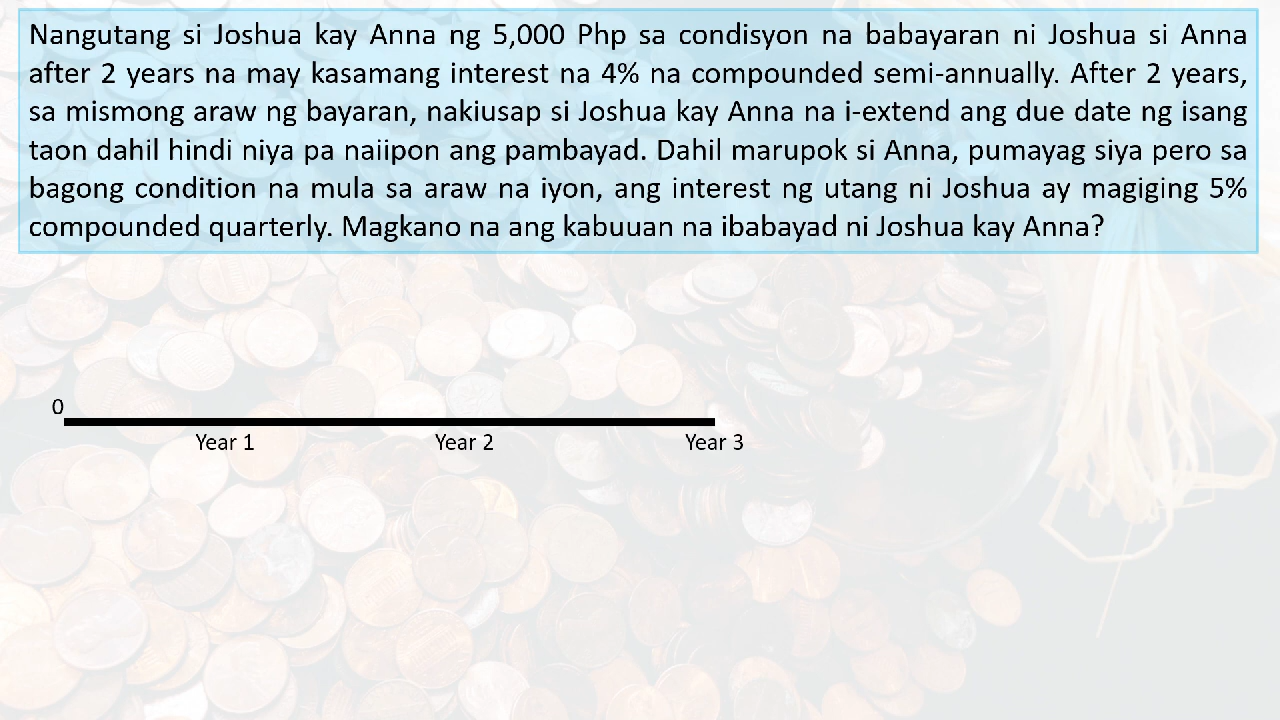 Nangutang si Joshua kay Anna ng 5,000 Php sa condisyon na babayaran ni Joshua si Anna
after 2 years na may kasamang interest na 4% na compounded semi-annually. After 2 years,
sa mismong araw ng bayaran, nakiusap si Joshua kay Anna na i-extend ang due date ng isang
taon dahil hindi niya pa naiipon ang pambayad. Dahil marupok si Anna, pumayag siya pero sa
bagong condition na mula sa araw na iyon, ang interest ng utang ni Joshua ay magiging 5%
compounded quarterly. Magkano na ang kabuuan na ibabayad ni Joshua kay Anna?
0
Year 1 Year 2 Year 3